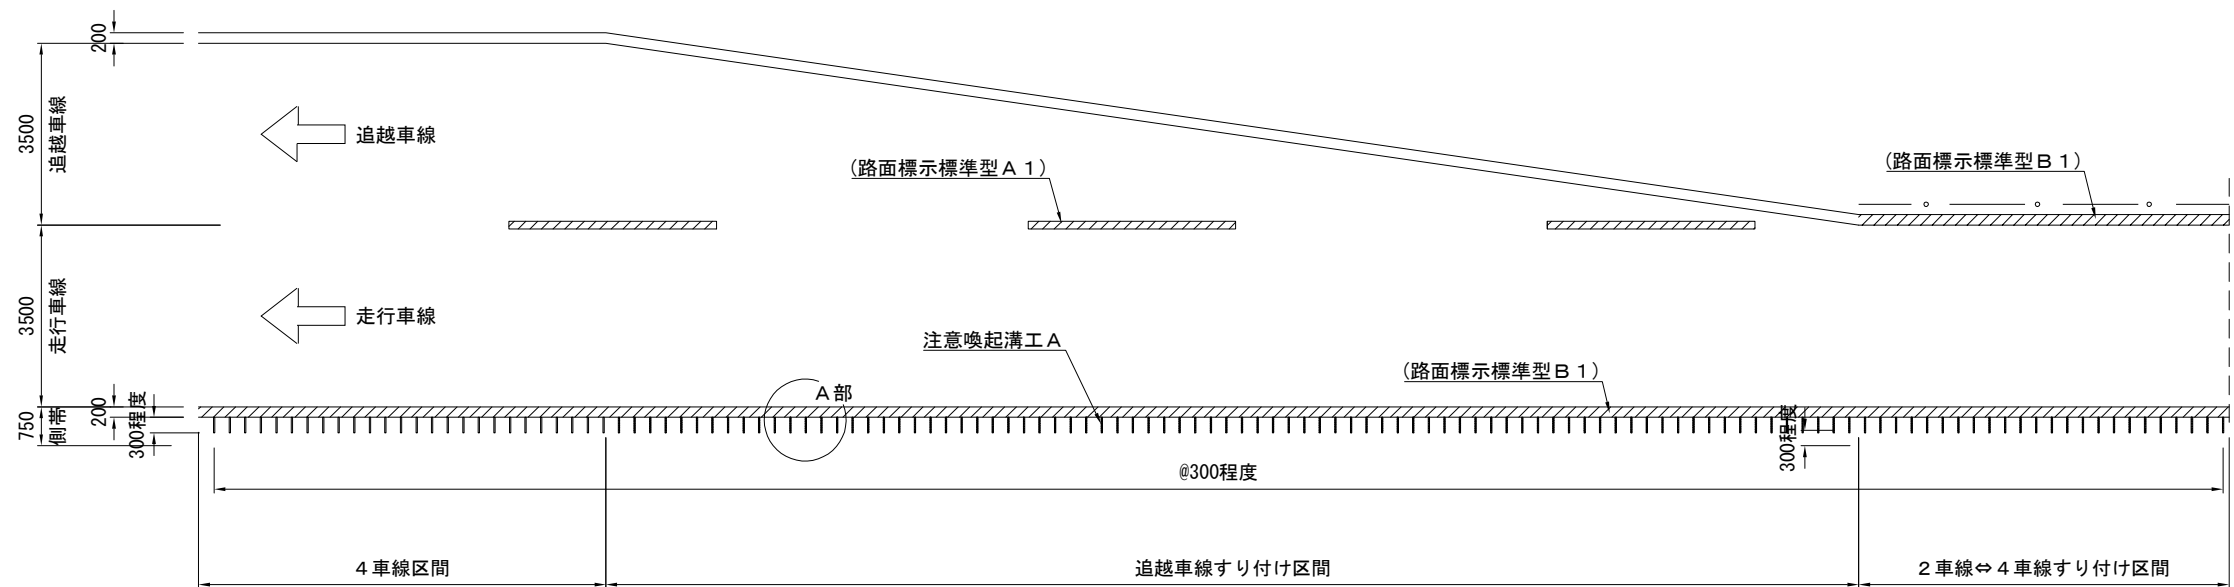 200
3500
追越車線
追越車線
(路面標示標準型Ａ１)
(路面標示標準型Ｂ１)
3500
走行車線
走行車線
注意喚起溝工Ａ
(路面標示標準型Ｂ１)
Ａ部
750
側帯
200
300程度
300程度
@300程度
４車線区間
追越車線すり付け区間
２車線⇔４車線すり付け区間